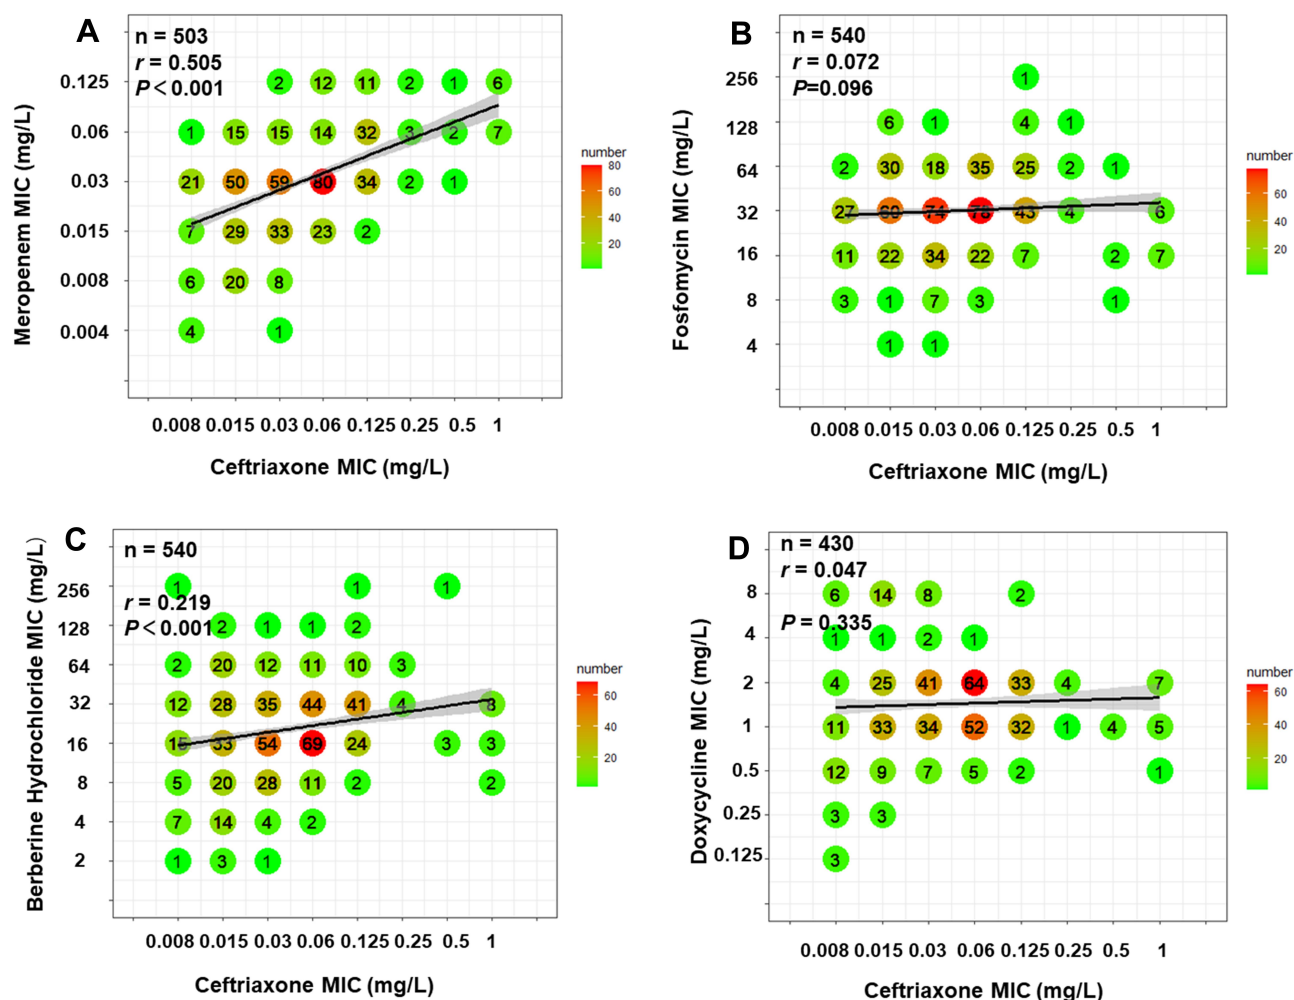 A
n = 503
r = 0.505
P < 0.001
Meropenem MIC (mg/L)
0.125 2 12 11 2 1 6
0.06 1 15 15 14 32 3 2 7
0.03 21 50 59 80 34 2 1
0.015 7 29 33 23 2
0.008 6 20 8
0.004 4 1
0.008 0.015 0.03 0.06 0.125 0.25 0.5 1
Ceftriaxone MIC (mg/L)
number
80
60
40
20
B
n = 540
r = 0.072
P=0.096
Fosfomycin MIC (mg/L)
256 1
128 6 1 4 1
64 2 30 18 35 25 2 1
32 27 74 78 43 4 6
16 11 22 34 22 7 2 7
8 3 1 7 3 1
4 1 1
0.008 0.015 0.03 0.06 0.125 0.25 0.5 1
Ceftriaxone MIC (mg/L)
number
60
40
20
C
n = 540
r = 0.219
P < 0.001
Berberine Hydrochloride MIC (mg/L)
256 1 1 1
128 2 1 1 2
64 2 20 12 11 10 3
32 12 28 35 44 41 4
16 33 54 69 24 3 3
8 5 20 28 11 2 2
4 7 14 4 2
2 1 3 1
0.008 0.015 0.03 0.06 0.125 0.25 0.5 1
Ceftriaxone MIC (mg/L)
number
60
40
20
D
n = 430
r = 0.047
P = 0.335
Doxycycline MIC (mg/L)
8 6 14 8 2
4 1 1 2 1
2 4 25 41 64 33 4 7
1 11 33 34 52 32 1 4 5
0.5 12 9 7 5 2 1
0.25 3 3
0.125 3
0.008 0.015 0.03 0.06 0.125 0.25 0.5 1
Ceftriaxone MIC (mg/L)
number
60
40
20